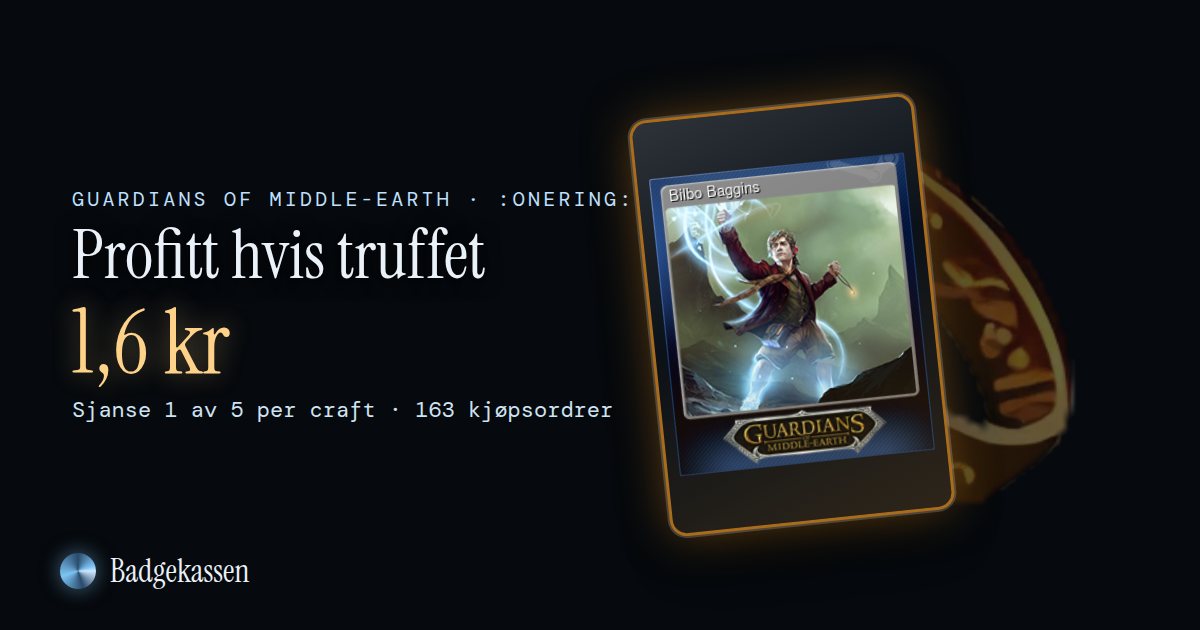 GUARDIANS OF MIDDLE-EARTH · :ONERING:
Profitt hvis truffet
1,6 kr
Sjanse 1 av 5 per craft · 163 kjøpsordrer
Bilbo Baggins
GUARDIANS
MIDDLE-EARTH
Badgekassen